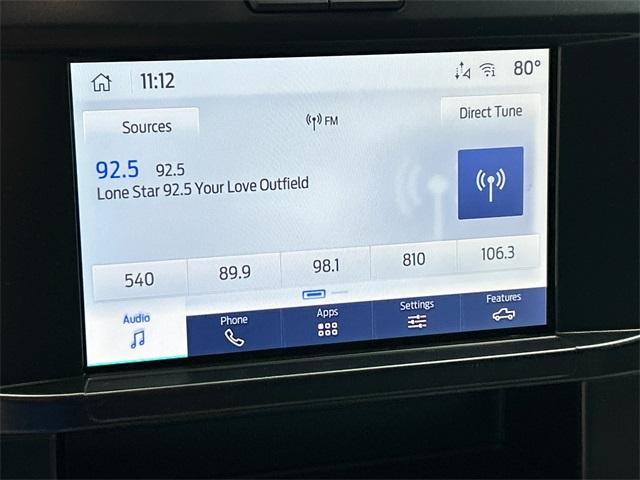 11:12
80°
Sources
FM
Direct Tune
92.5 92.5
Lone Star 92.5 Your Love Outfield
540 89.9 98.1 810 106.3
Audio Phone Apps Settings Features